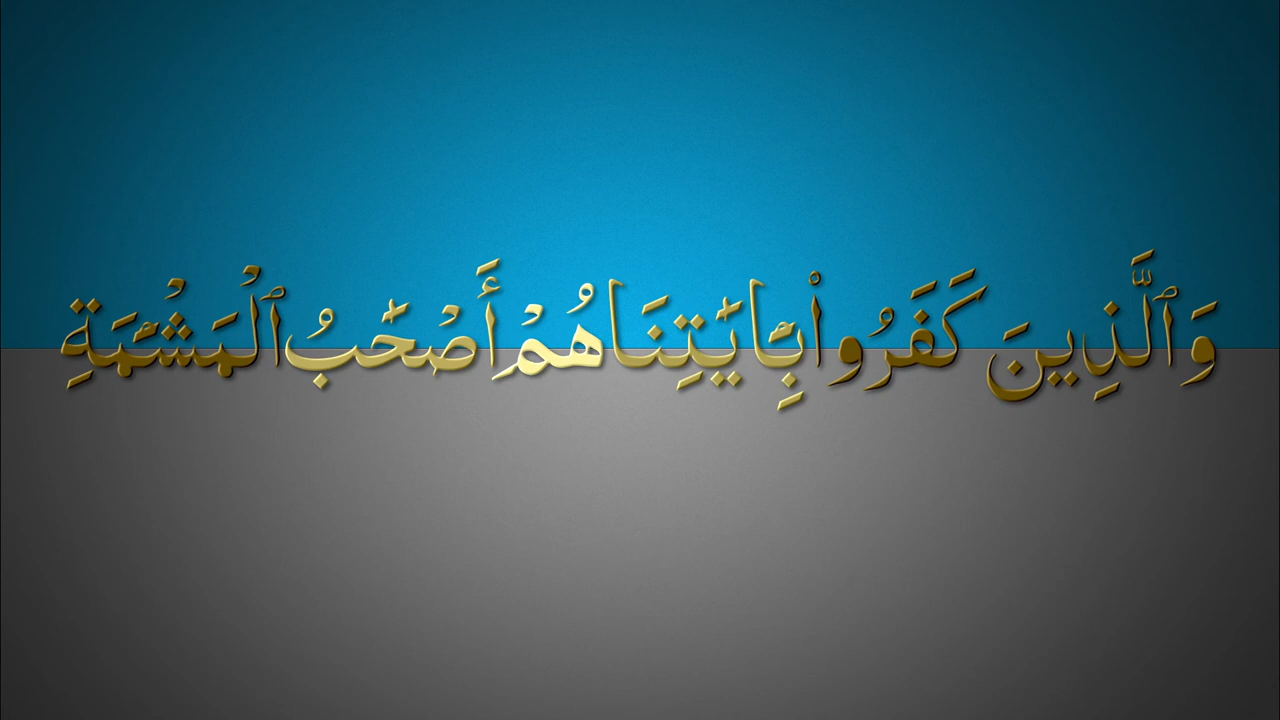 وَٱلَّذِينَ كَفَرُوا۟ بِـَٔايَـٰتِنَا هُمْ أَصْحَـٰبُ ٱلْمَشْـَٔمَةِ